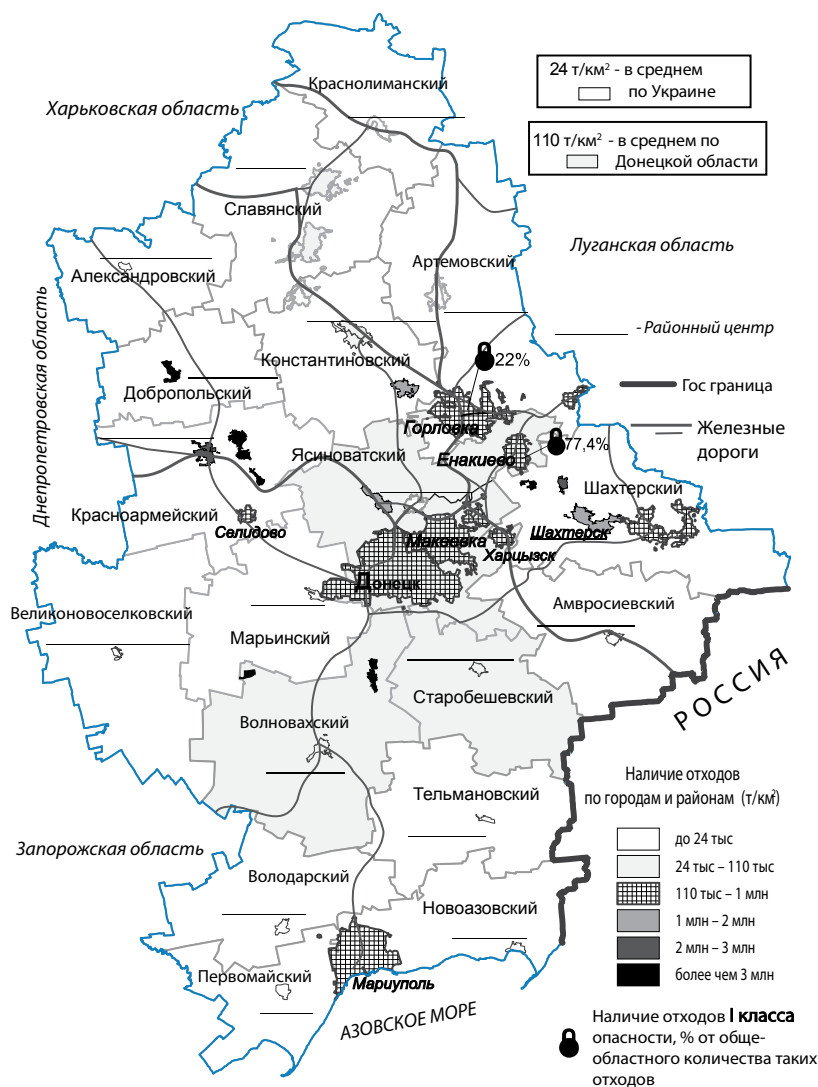 Краснолиманский
24 т/км² - в среднем
по Украине
Харьковская область
110 т/км² - в среднем по
Донецкой области
Славянский
Луганская область
Артемовский
Александровский
Днепропетровская область
- Районный центр
Константиновский
22%
Добропольский
Гос граница
Горловка
Железные
дороги
Ясиноватский
Енакиево
77,4%
Шахтерский
Красноармейский
Селидово
Макеевка
Шахтерск
Харцызск
Донецк
Амвросиевский
Великоновоселковский
Марьинский
РОССИЯ
Старобешевский
Волновахский
Наличие отходов
по городам и районам (т/км²)
Тельмановский
до 24 тыс
Запорожская область
24 тыс – 110 тыс
Володарский
110 тыс – 1 млн
Новоазовский
1 млн – 2 млн
2 млн – 3 млн
Первомайский
более чем 3 млн
Мариуполь
АЗОВСКОЕ МОРЕ
Наличие отходов I класса
опасности, % от обще-
областного количества таких
отходов